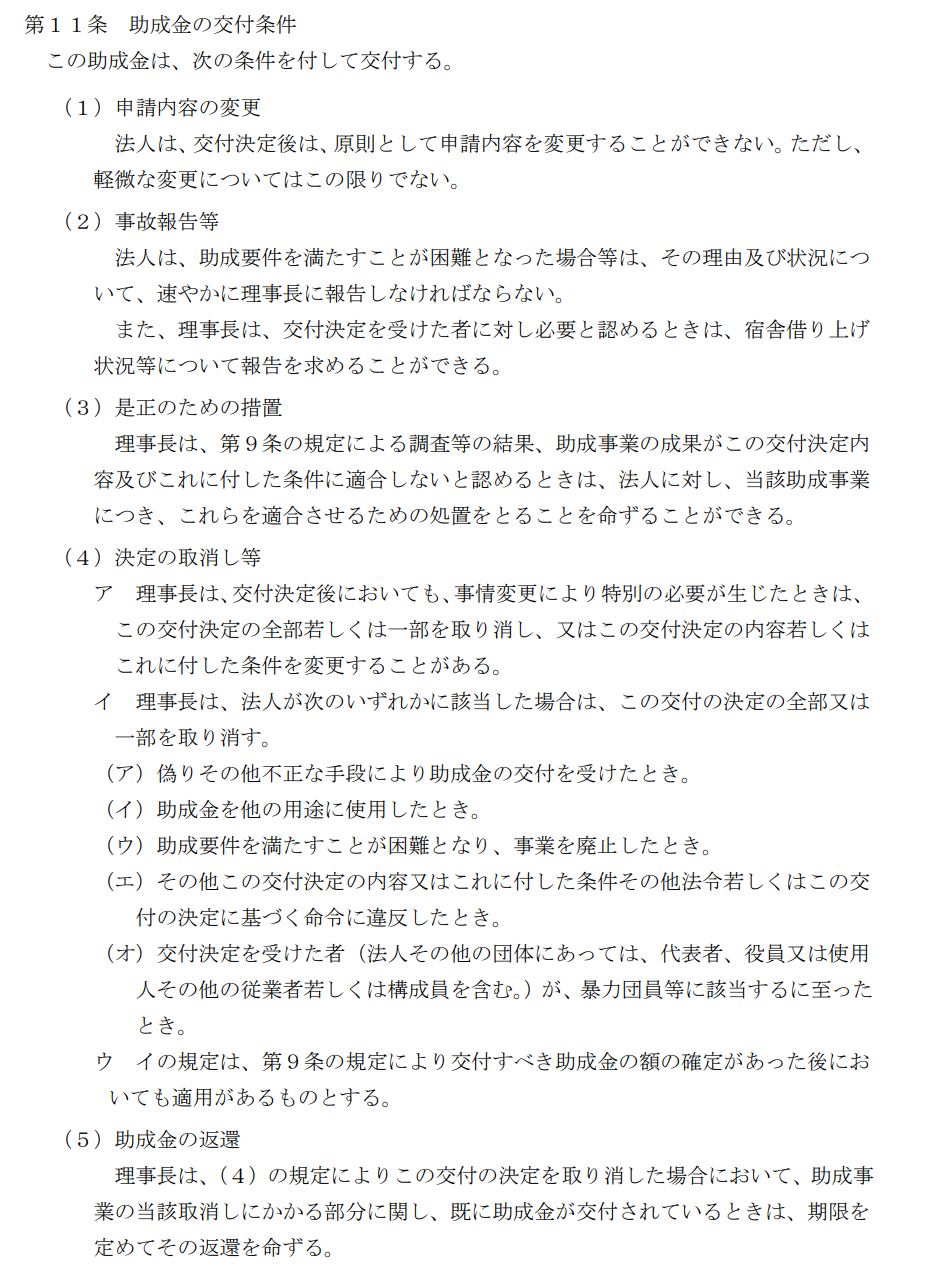 第１１条　助成金の交付条件
この助成金は、次の条件を付して交付する。
（１）申請内容の変更
法人は、交付決定後は、原則として申請内容を変更することができない。ただし、
軽微な変更についてはこの限りでない。
（２）事故報告等
法人は、助成要件を満たすことが困難となった場合等は、その理由及び状況につ
いて、速やかに理事長に報告しなければならない。
また、理事長は、交付決定を受けた者に対し必要と認めるときは、宿舎借り上げ
状況等について報告を求めることができる。
（３）是正のための措置
理事長は、第９条の規定による調査等の結果、助成事業の成果がこの交付決定内
容及びこれに付した条件に適合しないと認めるときは、法人に対し、当該助成事業
につき、これらを適合させるための処置をとることを命ずることができる。
（４）決定の取消し等
ア　理事長は、交付決定後においても、事情変更により特別の必要が生じたときは、
この交付決定の全部若しくは一部を取り消し、又はこの交付決定の内容若しくは
これに付した条件を変更することがある。
イ　理事長は、法人が次のいずれかに該当した場合は、この交付の決定の全部又は
一部を取り消す。
（ア）偽りその他不正な手段により助成金の交付を受けたとき。
（イ）助成金を他の用途に使用したとき。
（ウ）助成要件を満たすことが困難となり、事業を廃止したとき。
（エ）その他この交付決定の内容又はこれに付した条件その他法令若しくはこの交
付の決定に基づく命令に違反したとき。
（オ）交付決定を受けた者（法人その他の団体にあっては、代表者、役員又は使用
人その他の従業者若しくは構成員を含む。）が、暴力団員等に該当するに至った
とき。
ウ　イの規定は、第９条の規定により交付すべき助成金の額の確定があった後にお
いても適用があるものとする。
（５）助成金の返還
理事長は、（４）の規定によりこの交付の決定を取り消した場合において、助成事
業の当該取消しにかかる部分に関し、既に助成金が交付されているときは、期限を
定めてその返還を命ずる。